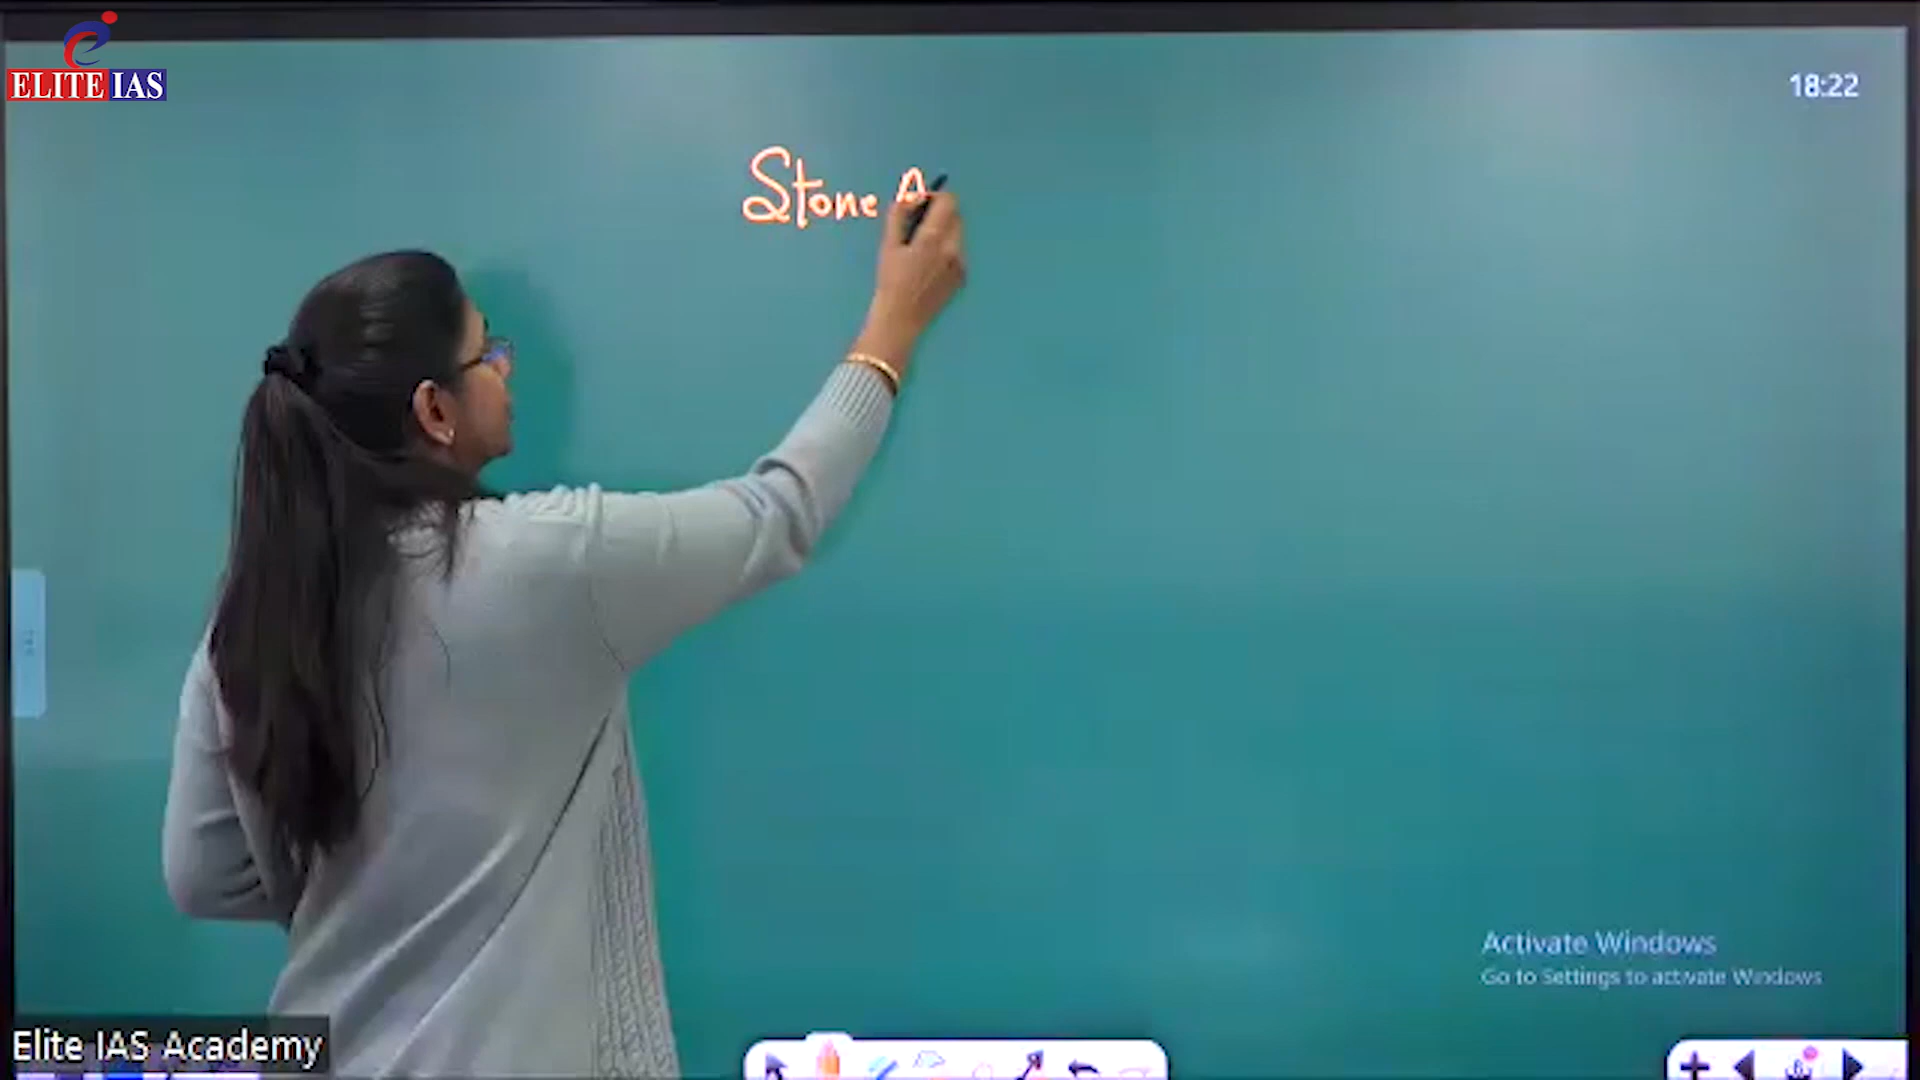 ELITE IAS
18:22
Stone A
Activate Windows
Go to Settings to activate Windows
Elite IAS Academy